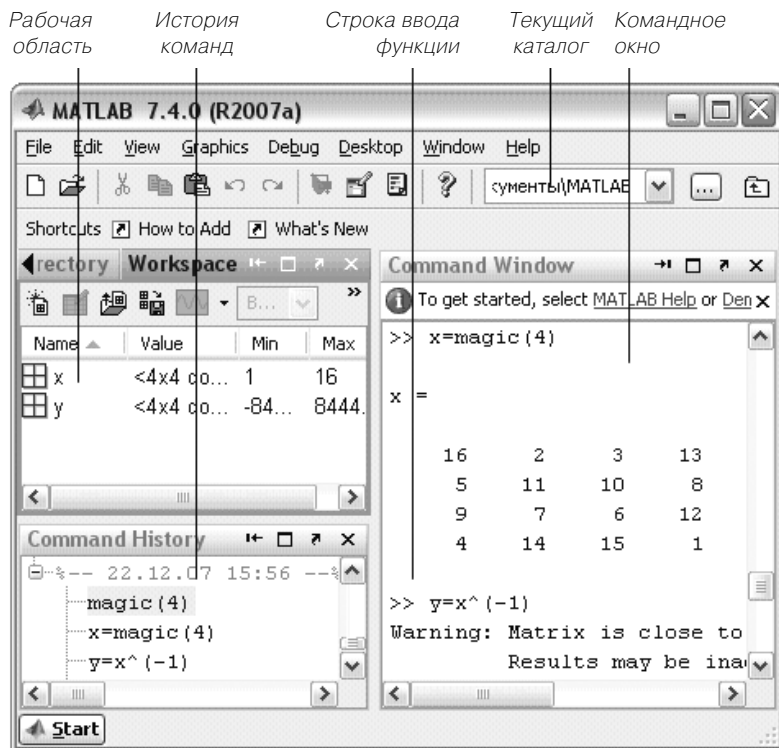 Рабочая область
История команд
Строка ввода функции
Текущий каталог
Командное окно
MATLAB 7.4.0 (R2007a)
File Edit View Graphics Debug Desktop Window Help
сументы\MATLAB
Shortcuts How to Add What's New
rectory Workspace
B...
Name Value Min Max
x <4x4 do... 1 16
y <4x4 do... -84... 8444.
Command History
%-- 22.12.07 15:56 --%
magic(4)
x=magic(4)
y=x^(-1)
Start
Command Window
To get started, select MATLAB Help or Den
>> x=magic(4)
x =
16 2 3 13
5 11 10 8
9 7 6 12
4 14 15 1
>> y=x^(-1)
Warning: Matrix is close to
Results may be ina